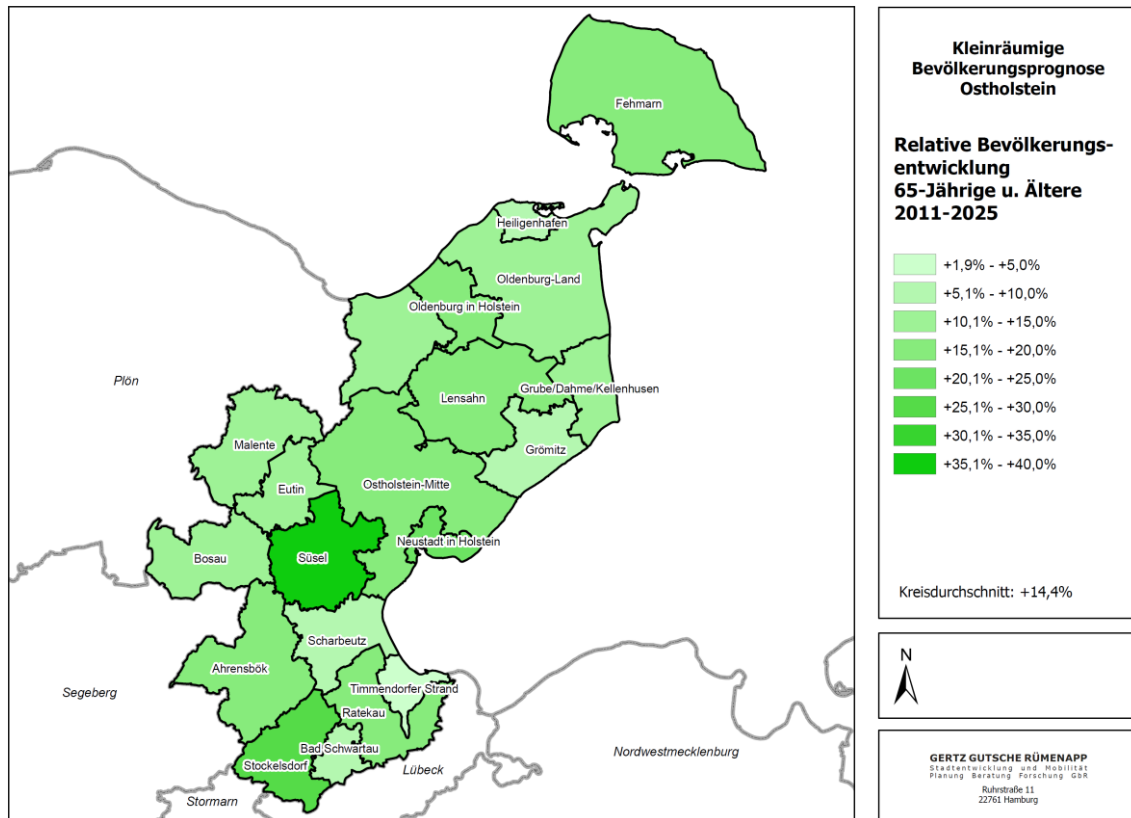 Fehmarn
Heiligenhafen
Oldenburg-Land
Oldenburg in Holstein
Plön
Grube/Dahme/Kellenhusen
Lensahn
Malente
Grömitz
Ostholstein-Mitte
Eutin
Neustadt in Holstein
Bosau
Süsel
Scharbeutz
Ahrensbök
Timmendorfer Strand
Segeberg
Ratekau
Bad Schwartau
Nordwestmecklenburg
Stockelsdorf
Lübeck
Stormarn
Kleinräumige
Bevölkerungsprognose
Ostholstein
Relative Bevölkerungs-
entwicklung
65-Jährige u. Ältere
2011-2025
+1,9% - +5,0%
+5,1% - +10,0%
+10,1% - +15,0%
+15,1% - +20,0%
+20,1% - +25,0%
+25,1% - +30,0%
+30,1% - +35,0%
+35,1% - +40,0%
Kreisdurchschnitt: +14,4%
N
GERTZ GUTSCHE RÜMENAPP
Stadtentwicklung und Mobilität
Planung Beratung Forschung GbR
Ruhrstraße 11
22761 Hamburg